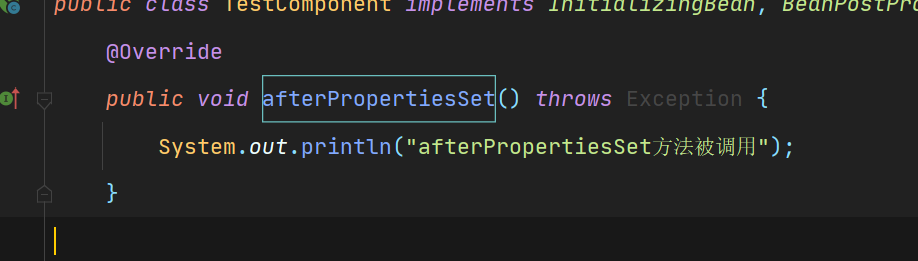 public class TestComponent implements InitializingBean, BeanPostPro
@Override
public void afterPropertiesSet() throws Exception {
System.out.println("afterPropertiesSet方法被调用");
}